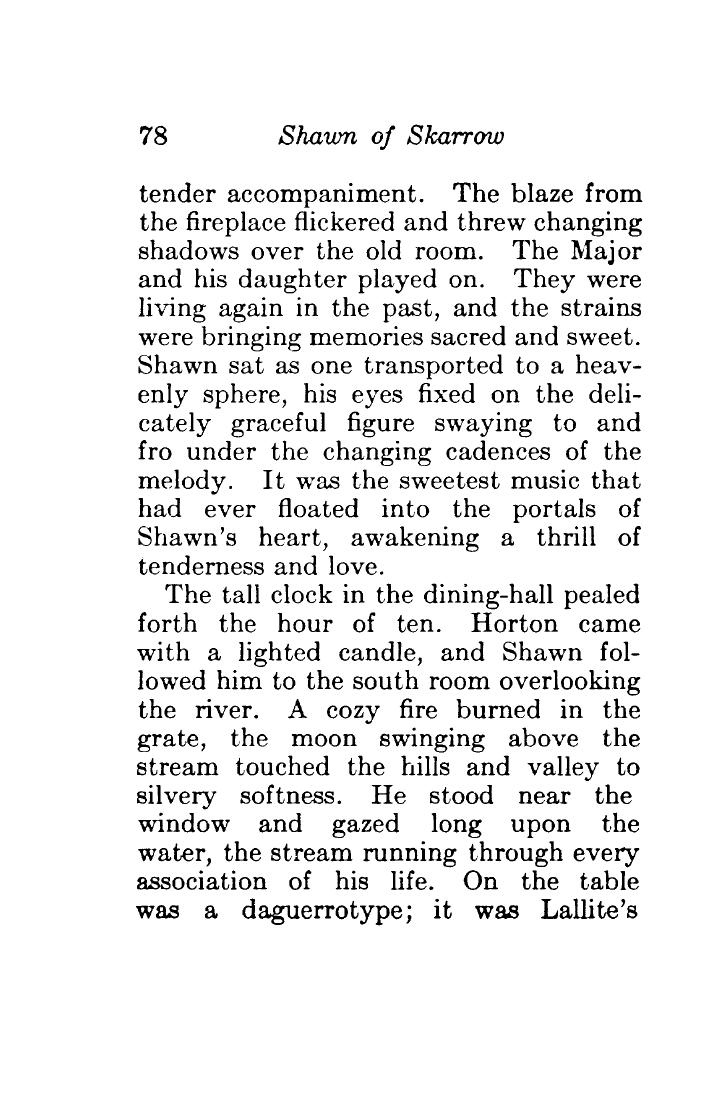 78 Shawn of Skarrow
tender accompaniment. The blaze from
the fireplace flickered and threw changing
shadows over the old room. The Major
and his daughter played on. They were
living again in the past, and the strains
were bringing memories sacred and sweet.
Shawn sat as one transported to a heav-
enly sphere, his eyes fixed on the deli-
cately graceful figure swaying to and
fro under the changing cadences of the
melody. It was the sweetest music that
had ever floated into the portals of
Shawn's heart, awakening a thrill of
tenderness and love.
The tall clock in the dining-hall pealed
forth the hour of ten. Horton came
with a lighted candle, and Shawn fol-
lowed him to the south room overlooking
the river. A cozy fire burned in the
grate, the moon swinging above the
stream touched the hills and valley to
silvery softness. He stood near the
window and gazed long upon the
water, the stream running through every
association of his life. On the table
was a daguerrotype; it was Lallite's